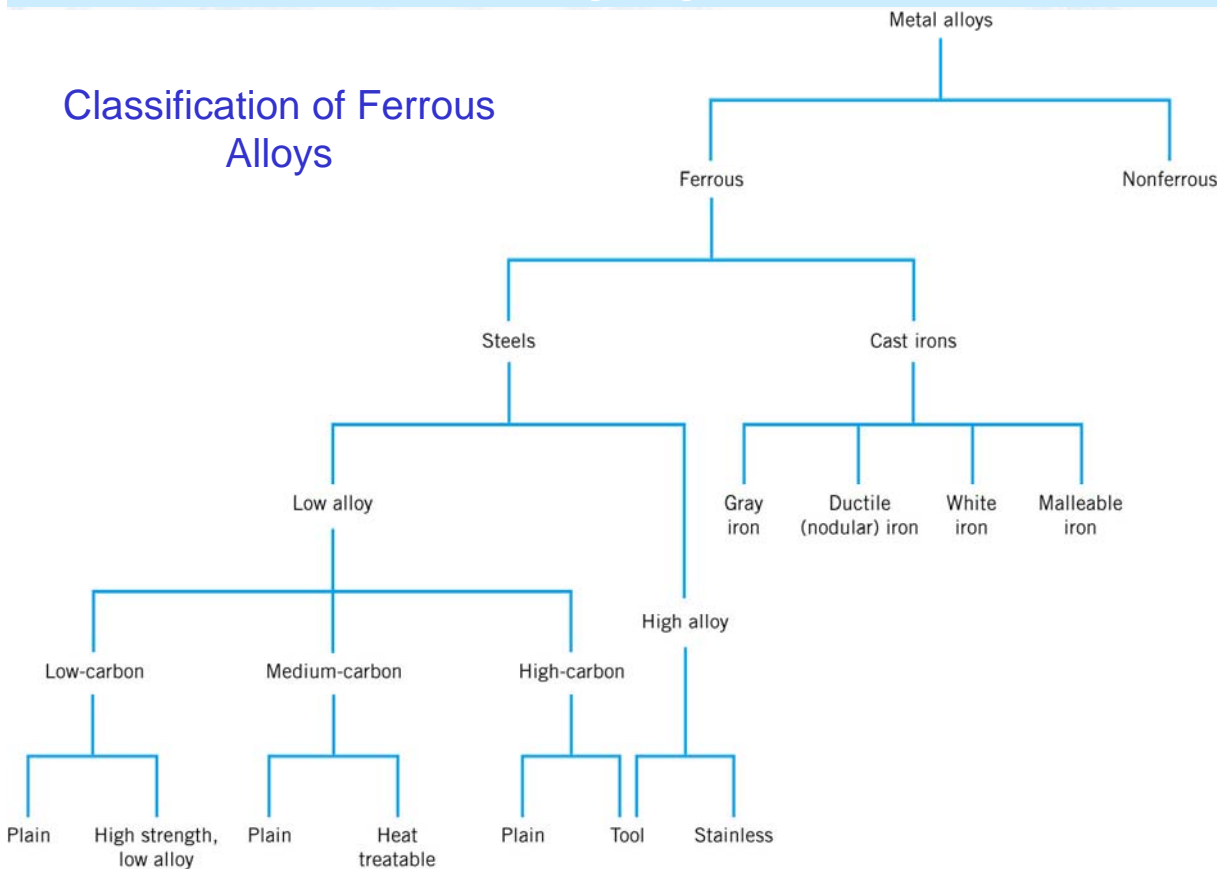 Metal alloys
Classification of Ferrous
Alloys
Ferrous
Nonferrous
Steels
Cast irons
Low alloy
Gray
iron
Ductile
(nodular) iron
White
iron
Malleable
iron
High alloy
Low-carbon
Medium-carbon
High-carbon
Plain
High strength,
low alloy
Plain
Heat
treatable
Plain
Tool
Stainless